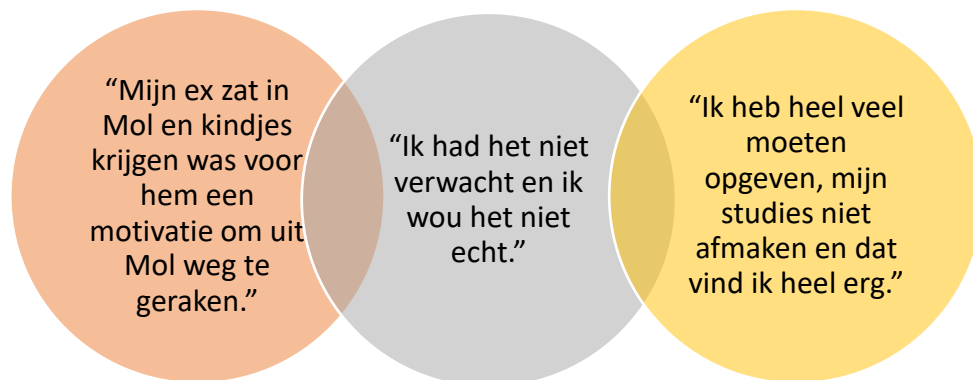 “Mijn ex zat in
Mol en kindjes
krijgen was voor
hem een
motivatie om uit
Mol weg te
geraken.”
“Ik had het niet
verwacht en ik
wou het niet
echt.”
“Ik heb heel veel
moeten
opgeven, mijn
studies niet
afmaken en dat
vind ik heel erg.”